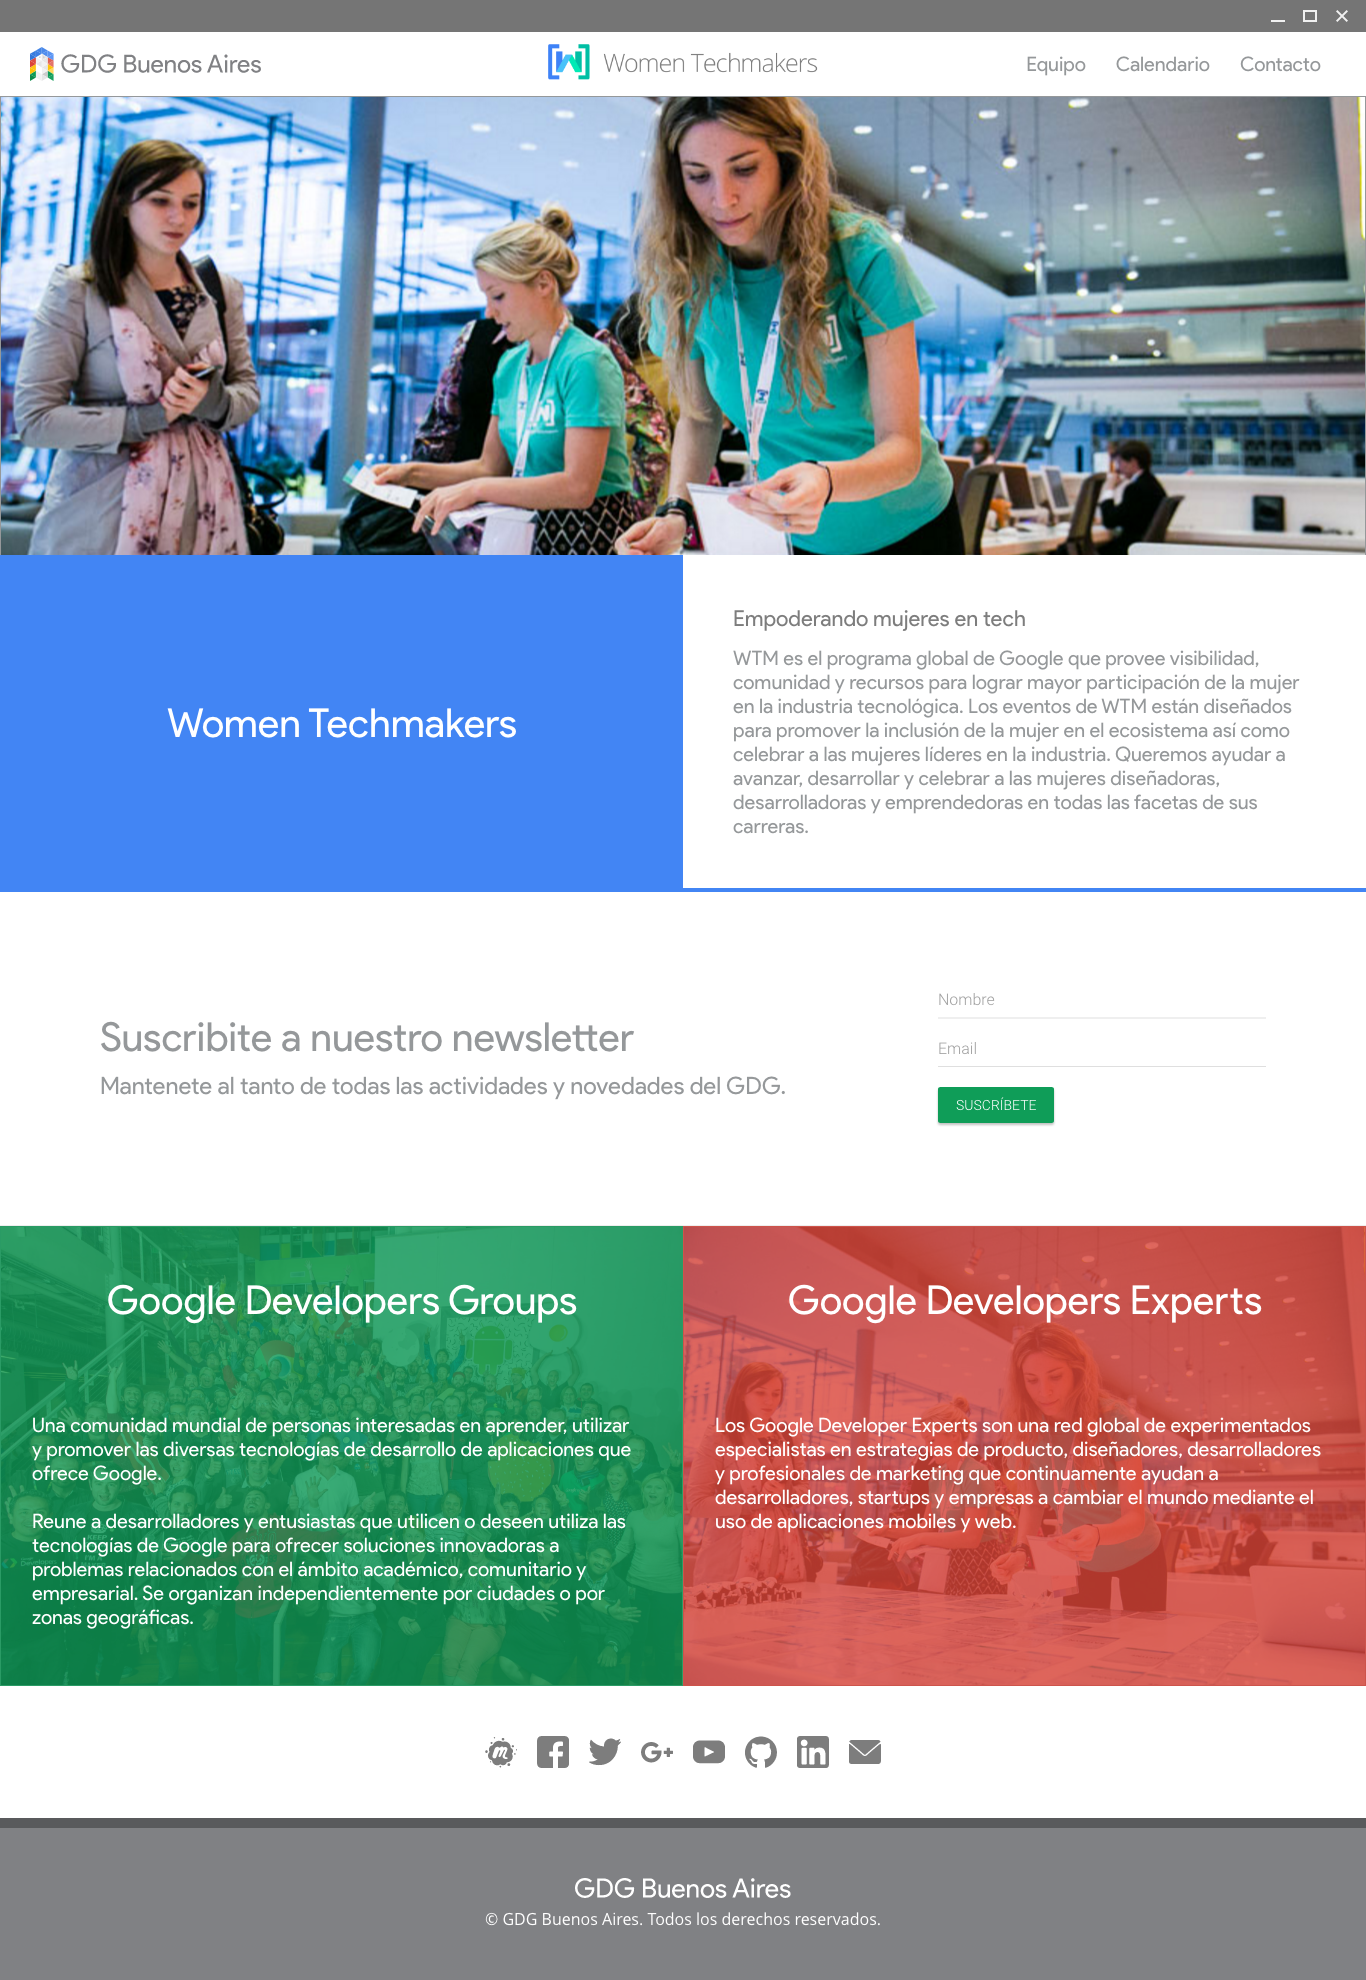 GDG Buenos Aires
Women Techmakers
Equipo Calendario Contacto
Women Techmakers
Empoderando mujeres en tech
WTM es el programa global de Google que provee visibilidad,
comunidad y recursos para lograr mayor participación de la mujer
en la industria tecnológica. Los eventos de WTM están diseñados
para promover la inclusión de la mujer en el ecosistema así como
celebrar a las mujeres líderes en la industria. Queremos ayudar a
avanzar, desarrollar y celebrar a las mujeres diseñadoras,
desarrolladoras y emprendedoras en todas las facetas de sus
carreras.
Suscribite a nuestro newsletter
Mantenete al tanto de todas las actividades y novedades del GDG.
Nombre
Email
SUSCRÍBETE
Google Developers Groups
Una comunidad mundial de personas interesadas en aprender, utilizar
y promover las diversas tecnologías de desarrollo de aplicaciones que
ofrece Google.
Reune a desarrolladores y entusiastas que utilicen o deseen utiliza las
tecnologías de Google para ofrecer soluciones innovadoras a
problemas relacionados con el ámbito académico, comunitario y
empresarial. Se organizan independientemente por ciudades o por
zonas geográficas.
Google Developers Experts
Los Google Developer Experts son una red global de experimentados
especialistas en estrategias de producto, diseñadores, desarrolladores
y profesionales de marketing que continuamente ayudan a
desarrolladores, startups y empresas a cambiar el mundo mediante el
uso de aplicaciones mobiles y web.
GDG Buenos Aires
© GDG Buenos Aires. Todos los derechos reservados.